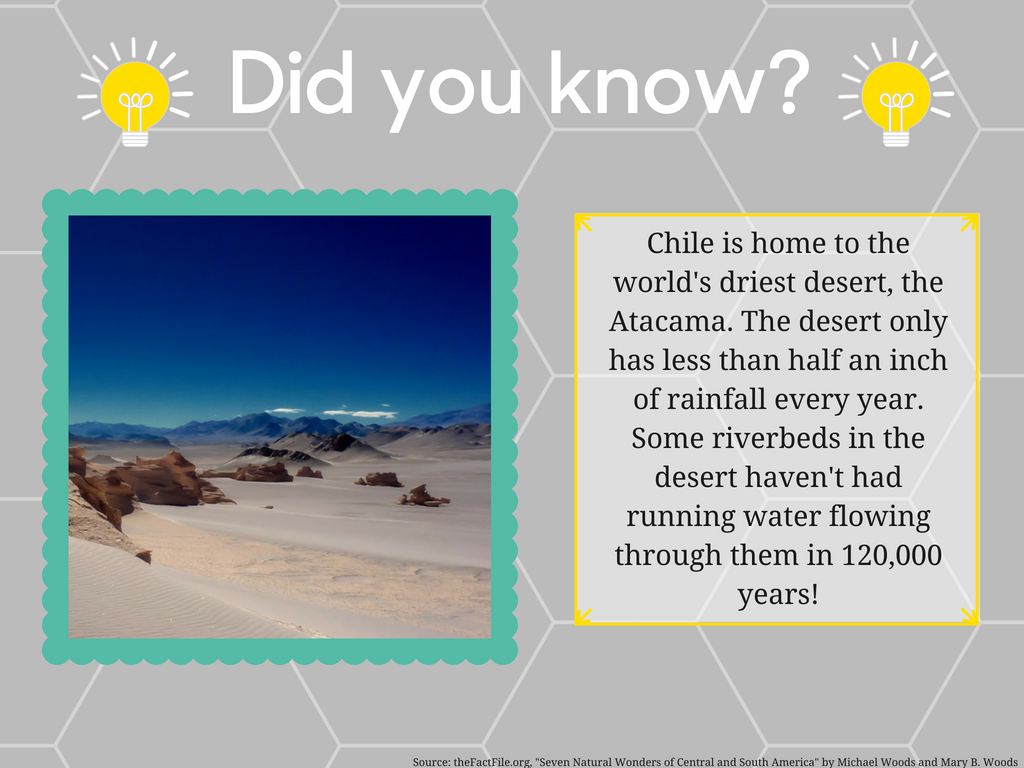 Did you know?
Chile is home to the
world's driest desert, the
Atacama. The desert only
has less than half an inch
of rainfall every year.
Some riverbeds in the
desert haven't had
running water flowing
through them in 120,000
years!
Source: theFactFile.org, "Seven Natural Wonders of Central and South America" by Michael Woods and Mary B. Woods